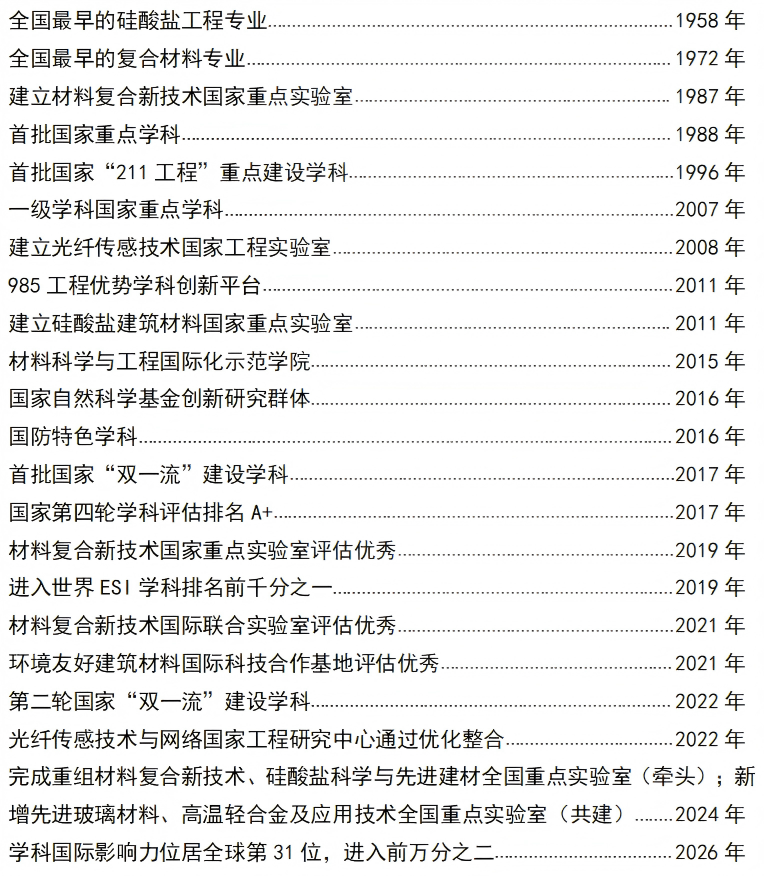 全国最早的硅酸盐工程专业……1958 年
全国最早的复合材料专业……1972 年
建立材料复合新技术国家重点实验室……1987 年
首批国家重点学科……1988 年
首批国家“211 工程”重点建设学科……1996 年
一级学科国家重点学科……2007 年
建立光纤传感技术国家工程实验室……2008 年
985 工程优势学科创新平台……2011 年
建立硅酸盐建筑材料国家重点实验室……2011 年
材料科学与工程国际化示范学院……2015 年
国家自然科学基金创新研究群体……2016 年
国防特色学科……2016 年
首批国家“双一流”建设学科……2017 年
国家第四轮学科评估排名 A+……2017 年
材料复合新技术国家重点实验室评估优秀……2019 年
进入世界 ESI 学科排名前千分之一……2019 年
材料复合新技术国际联合实验室评估优秀……2021 年
环境友好建筑材料国际科技合作基地评估优秀……2021 年
第二轮国家“双一流”建设学科……2022 年
光纤传感技术与网络国家工程研究中心通过优化整合……2022 年
完成重组材料复合新技术、硅酸盐科学与先进建材全国重点实验室（牵头）；新
增先进玻璃材料、高温轻合金及应用技术全国重点实验室（共建）……2024 年
学科国际影响力位居全球第 31 位，进入前万分之二……2026 年